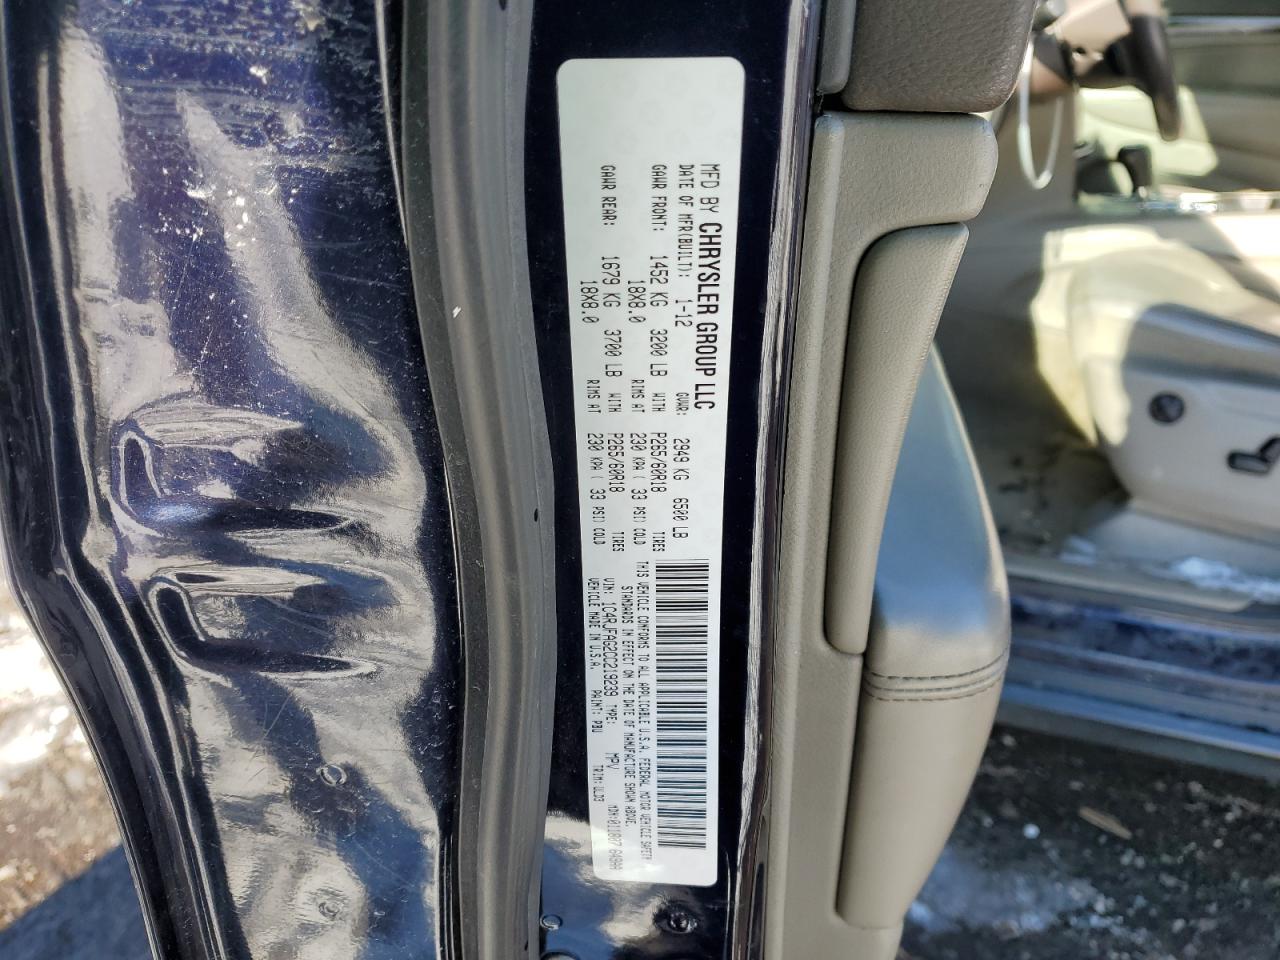 MFD BY CHRYSLER GROUP LLC
DATE OF MFR(BUILT): 1-12 GVWR: 2949 KG 6500 LB
GAWR FRONT: 1452 KG 3200 LB WITH P265/60R18 TIRES
18X8.0 RIMS AT 230 KPA ( 33 PSI) COLD
GAWR REAR: 1679 KG 3700 LB WITH P265/60R18 TIRES
18X8.0 RIMS AT 230 KPA ( 33 PSI) COLD
THIS VEHICLE CONFORMS TO ALL APPLICABLE U.S.A. FEDERAL MOTOR VEHICLE SAFETY
STANDARDS IN EFFECT ON THE DATE OF MANUFACTURE SHOWN ABOVE.
VIN: 1C4RJFAG2CC219239 TYPE: MPV MDH:
VEHICLE MADE IN U.S.A. PAINT: PBU TRIM: